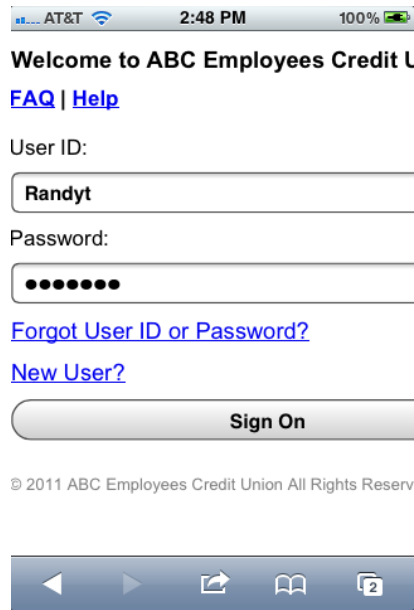 AT&T 2:48 PM 100%
Welcome to ABC Employees Credit U
FAQ | Help
User ID:
Randyt
Password:
•••••••
Forgot User ID or Password?
New User?
Sign On
© 2011 ABC Employees Credit Union All Rights Reserv
2